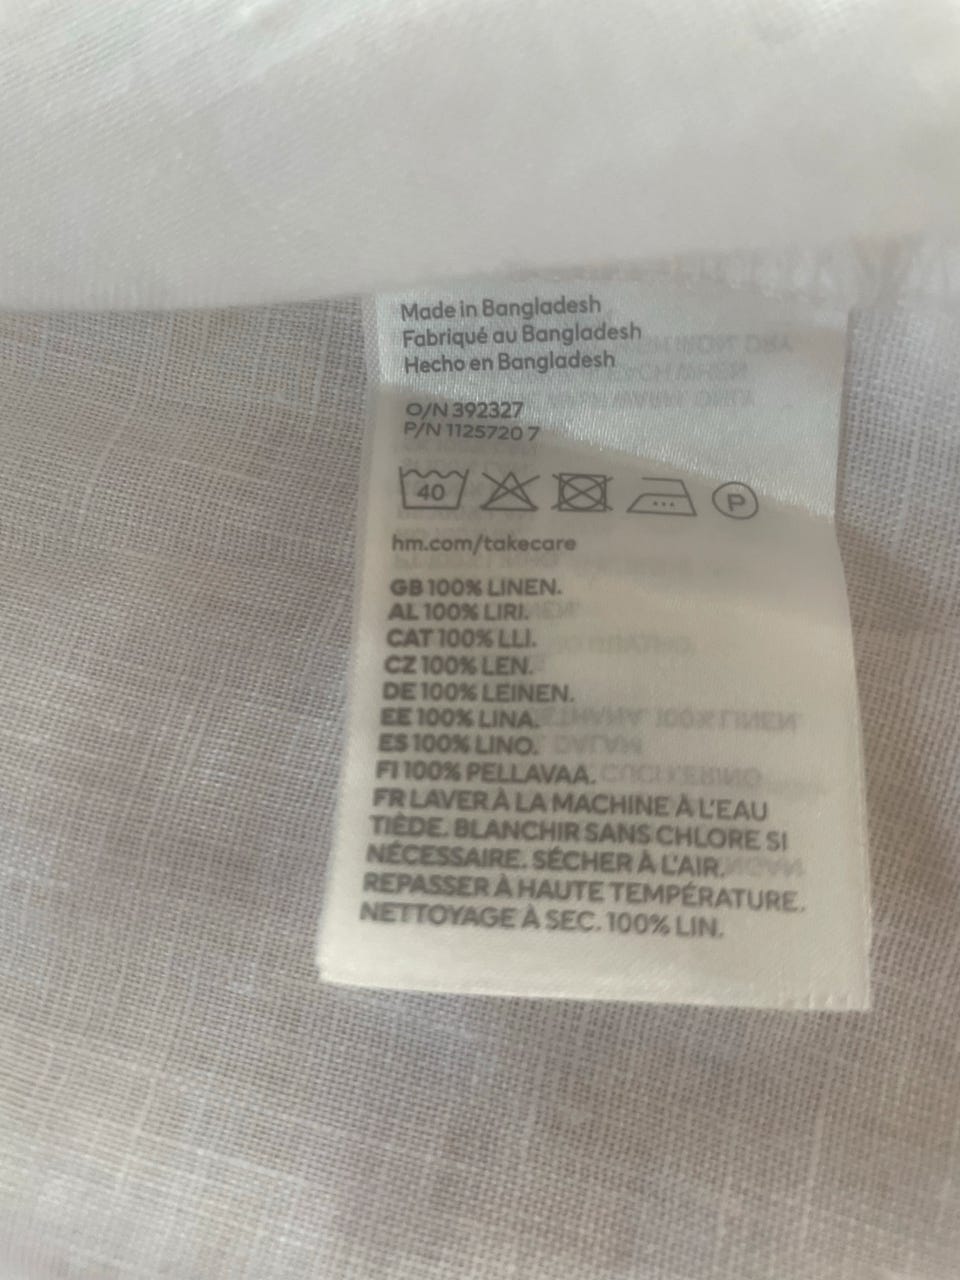 Made in Bangladesh
Fabriqué au Bangladesh
Hecho en Bangladesh
O/N 392327
P/N 1125720 7
40
P
hm.com/takecare
GB 100% LINEN.
AL 100% LIRI.
CAT 100% LLI.
CZ 100% LEN.
DE 100% LEINEN.
EE 100% LINA.
ES 100% LINO.
FI 100% PELLAVAA.
FR LAVER À LA MACHINE À L'EAU
TIÈDE. BLANCHIR SANS CHLORE SI
NÉCESSAIRE. SÉCHER À L'AIR.
REPASSER À HAUTE TEMPÉRATURE.
NETTOYAGE À SEC. 100% LIN.